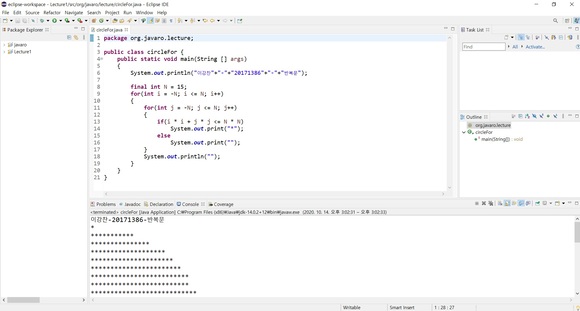 eclipse-workspace - Lecture1/src/org/javaro/lecture/circleFor.java - Eclipse IDE
File Edit Source Refactor Navigate Search Project Run Window Help
Package Explorer
javaro
Lecture1
circleFor.java
1 package org.javaro.lecture;
2
3 public class circleFor {
4 public static void main(String [] args)
5 {
6 System.out.println("이강찬"+"-"+"20171386"+"-"+"반복문");
7
8 final int N = 15;
9 for(int i = -N; i <= N; i++)
10 {
11 for(int j = -N; j <= N; j++)
12 {
13 if(i * i + j * j <= N * N)
14 System.out.print("*");
15 else
16 System.out.print("");
17 }
18 System.out.println("");
19 }
20 }
21 }
Task List
Find
All
Activate...
Outline
org.javaro.lecture
circleFor
main(String[]) : void
Problems Javadoc Declaration Console Coverage
<terminated> circleFor [Java Application] C:\Program Files (x86)\Java\jdk-14.0.2+12\bin\javaw.exe (2020. 10. 14. 오후 3:02:31 – 오후 3:02:33)
이강찬-20171386-반복문
*
***********
***************
*******************
*********************
***********************
*************************
*************************
***************************
Writable
Smart Insert
1 : 28 : 27